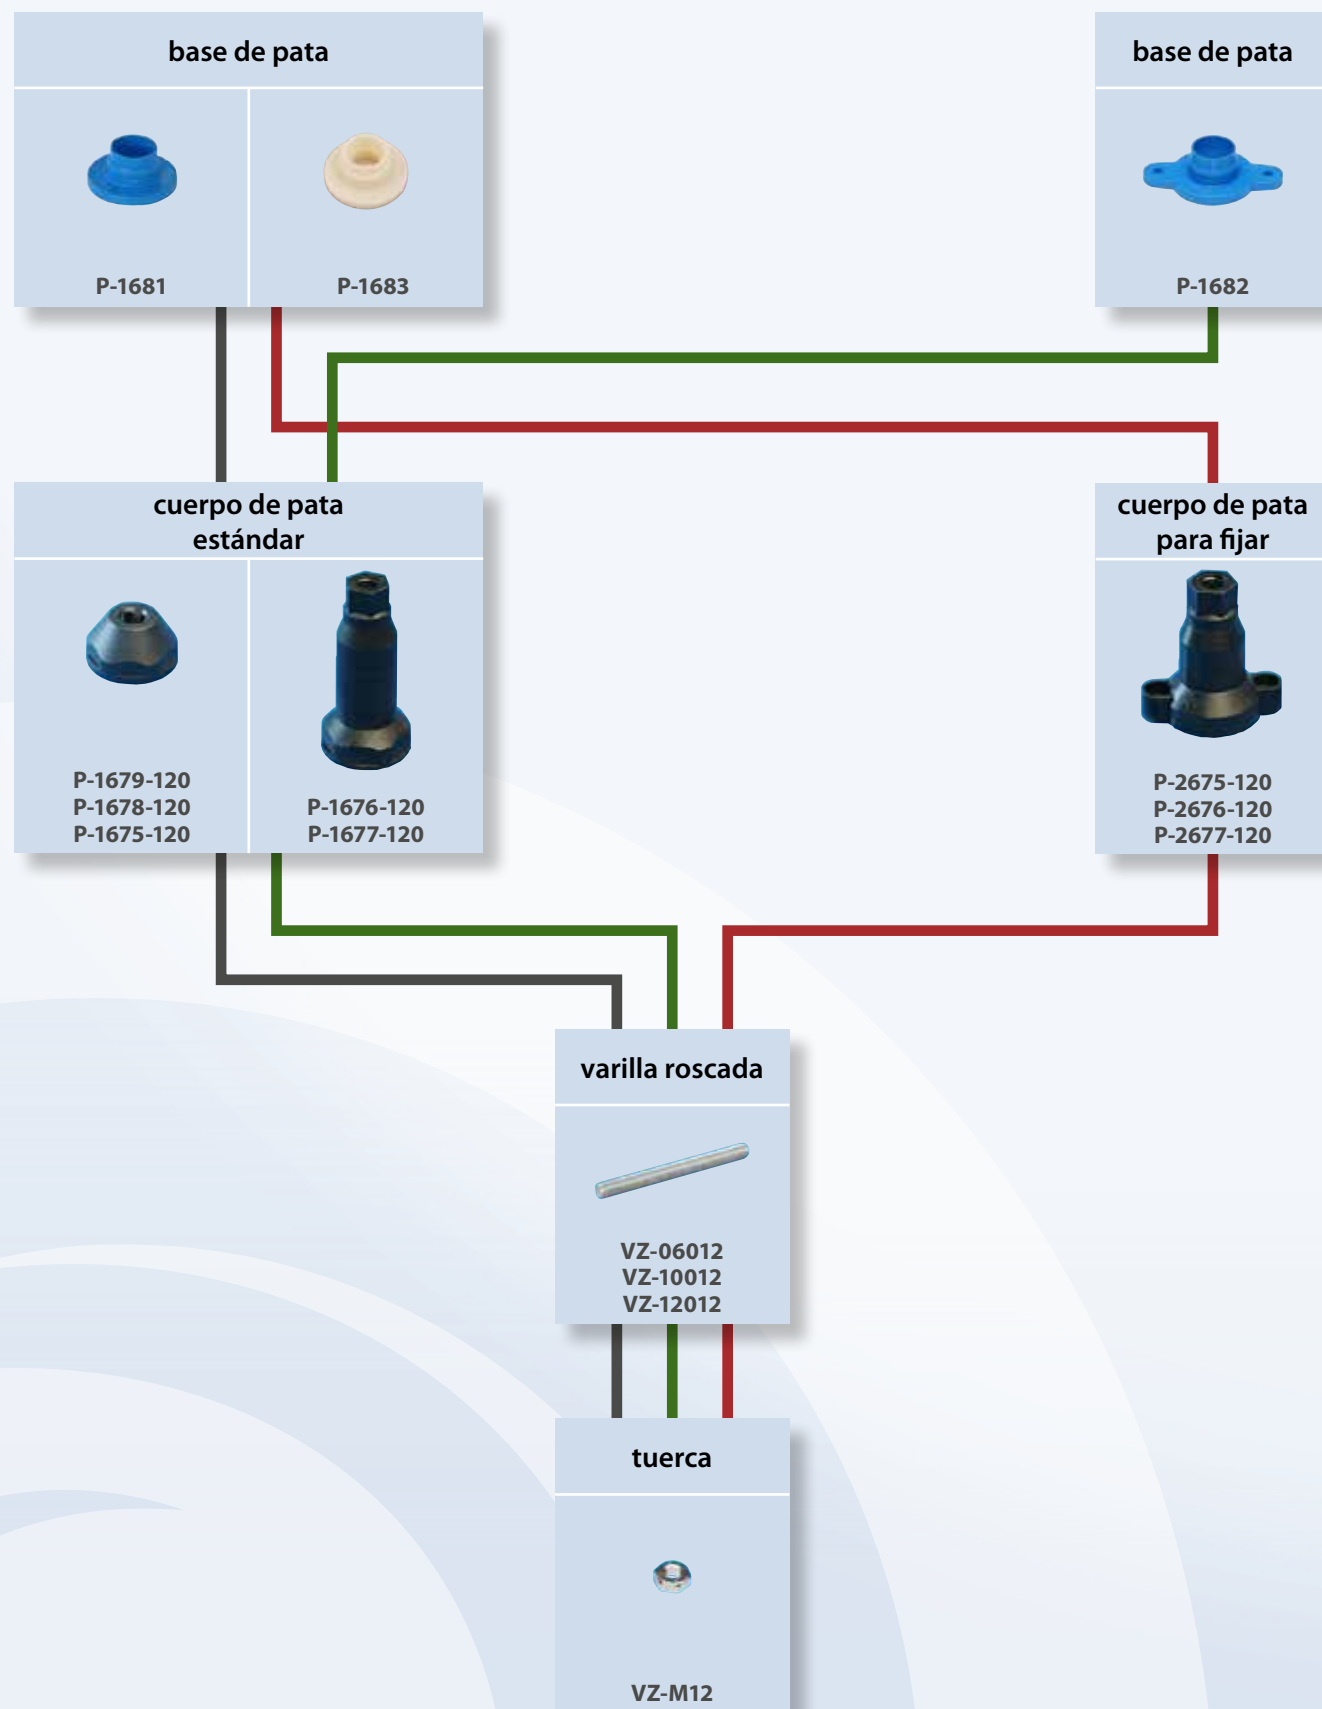 base de pata
P-1681
P-1683
base de pata
P-1682
cuerpo de pata
estándar
P-1679-120
P-1678-120
P-1675-120
P-1676-120
P-1677-120
cuerpo de pata
para fijar
P-2675-120
P-2676-120
P-2677-120
varilla roscada
VZ-06012
VZ-10012
VZ-12012
tuerca
VZ-M12